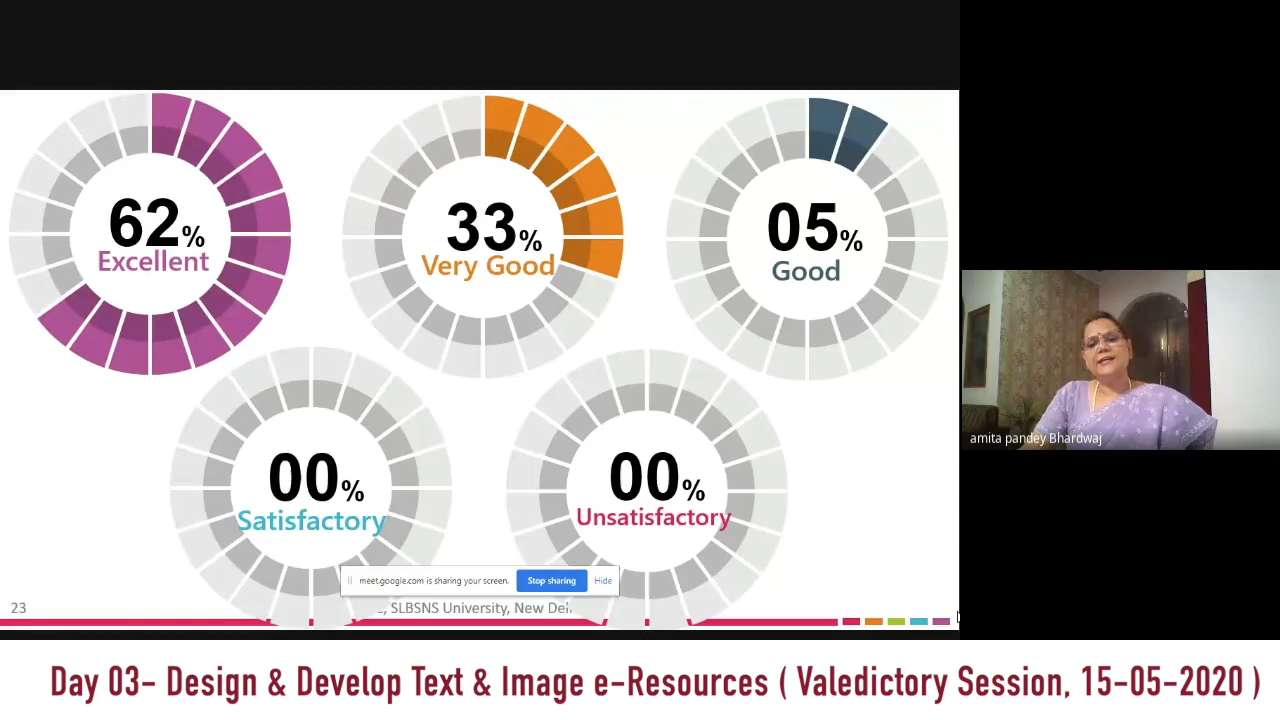 62%
Excellent
33%
Very Good
05%
Good
00%
Satisfactory
00%
Unsatisfactory
amita pandey Bhardwaj
meet.google.com is sharing your screen.
Stop sharing
Hide
23
SLBSNS University, New
Day 03- Design & Develop Text & Image e-Resources ( Valedictory Session, 15-05-2020 )